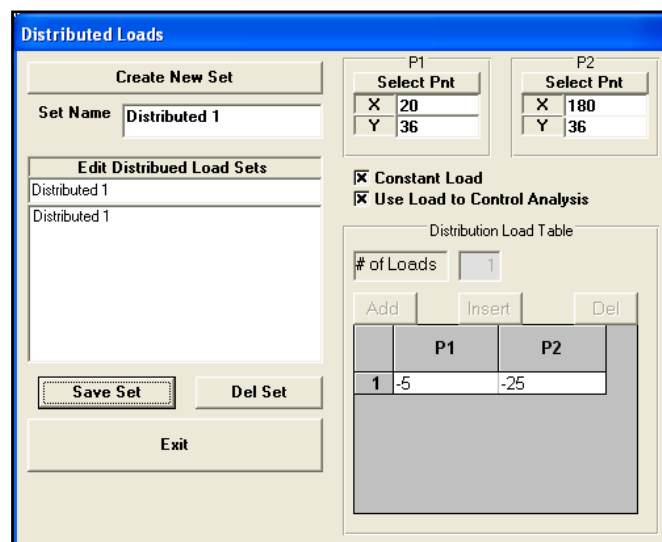 Distributed Loads
Create New Set
Set Name Distributed 1
Edit Distribued Load Sets
Distributed 1
Distributed 1
Save Set Del Set
Exit
P1
Select Pnt
X 20
Y 36
P2
Select Pnt
X 180
Y 36
Constant Load
Use Load to Control Analysis
Distribution Load Table
# of Loads 1
Add Insert Del
P1 P2
1 -5 -25